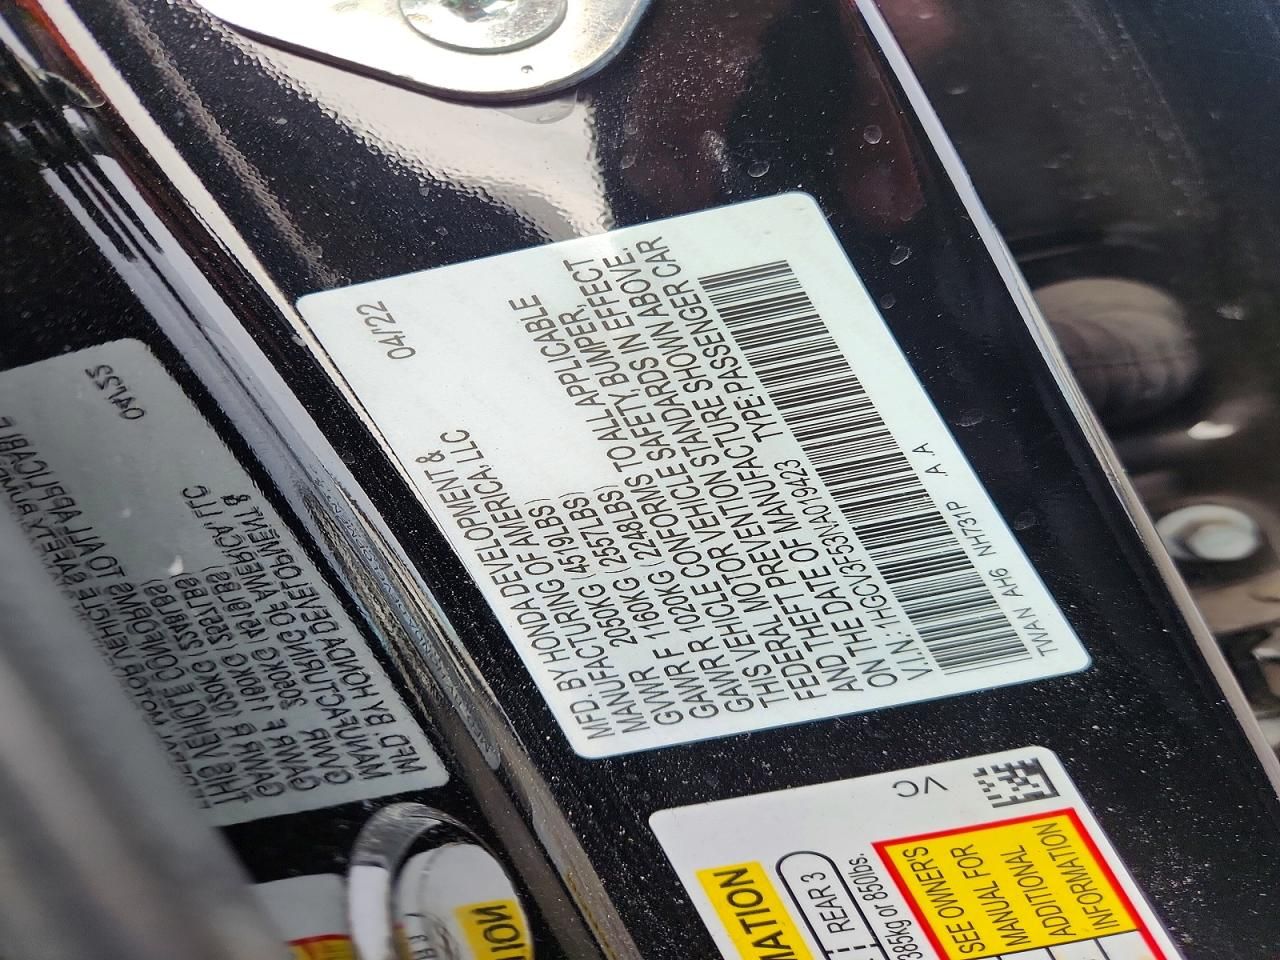 MFD. BY HONDA DEVELOPMENT & 04/22
MANUFACTURING OF AMERICA, LLC
GVWR 2050KG (4519LBS)
GAWR F 1160KG (2557LBS)
GAWR R 1020KG (2248LBS)
THIS VEHICLE CONFORMS TO ALL APPLICABLE
FEDERAL MOTOR VEHICLE SAFETY BUMPER
AND THEFT PREVENTION STANDARDS IN EFFECT
ON THE DATE OF MANUFACTURE SHOWN ABOVE.
V.I.N.: 1HGCV3F53NA019423 TYPE: PASSENGER CAR
TWAN AH6 NH731P A A
VC
MATION
REAR 3
385kg or 850lbs.
SEE OWNER'S
MANUAL FOR
ADDITIONAL
INFORMATION